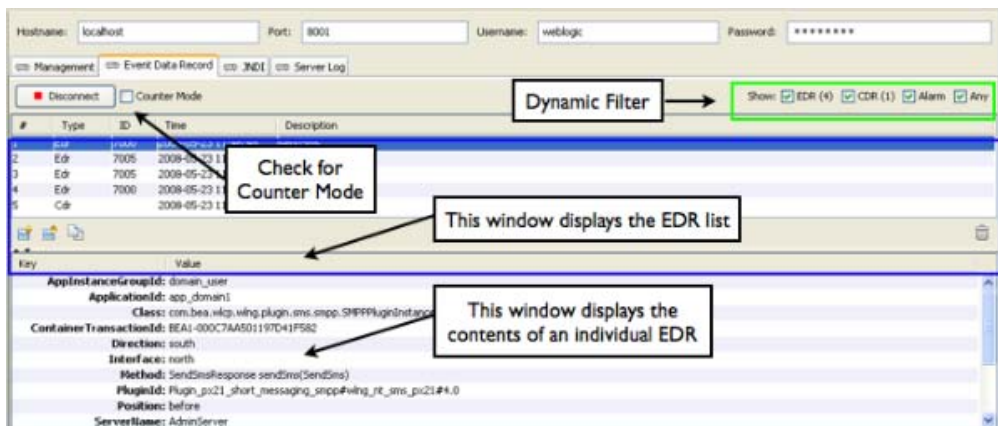 Hostname: localhost Port: 8001 Username: weblogic Password: ********
Management Event Data Record JNDI Server Log
Disconnect Counter Mode Dynamic Filter Show: EDR (4) CDR (1) Alarm Any
# Type ID Time Description
1 Edr 7000
2 Edr 7005 2008-05-23 11
3 Edr 7005 2008-05-23 11
4 Edr 7000 2008-05-23 11
5 Cdr 2008-05-23 11
Check for
Counter Mode
This window displays the EDR list
Key Value
AppInstanceGroupId: domain_user
ApplicationId: app_domain1
Class: com.bea.wlcp.wlng.plugin.sms.smpp.SMPPPluginInstance
ContainerTransactionId: BEA1-000C7AA501197D41F582
Direction: south
Interface: north
Method: SendSmsResponse sendSms(SendSms)
PluginId: Plugin_px21_short_messaging_smpp#wlng_nt_sms_px21#4.0
Position: before
ServerName: AdminServer
This window displays the
contents of an individual EDR